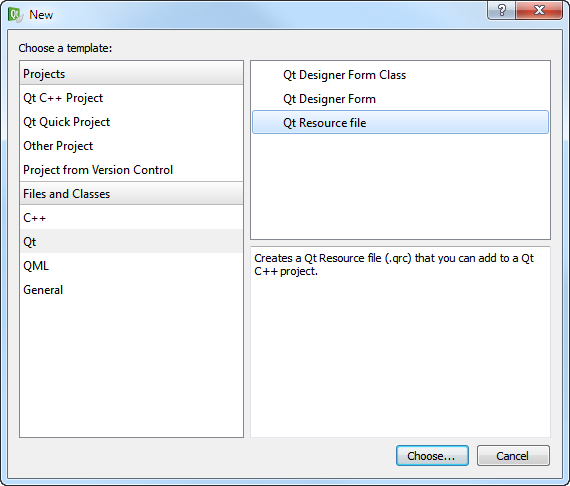 New
Choose a template:
Projects
Qt C++ Project
Qt Quick Project
Other Project
Project from Version Control
Files and Classes
C++
Qt
QML
General
Qt Designer Form Class
Qt Designer Form
Qt Resource file
Creates a Qt Resource file (.qrc) that you can add to a Qt
C++ project.
Choose...
Cancel